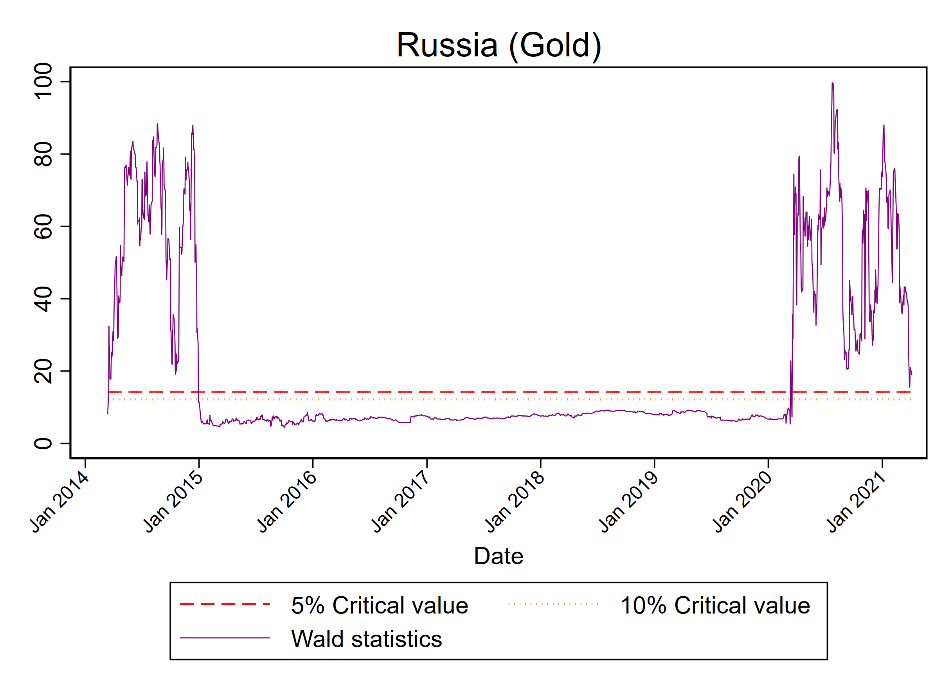 Russia (Gold)
100
80
60
40
20
0
Jan 2014
Jan 2015
Jan 2016
Jan 2017
Jan 2018
Jan 2019
Jan 2020
Jan 2021
Date
5% Critical value
10% Critical value
Wald statistics